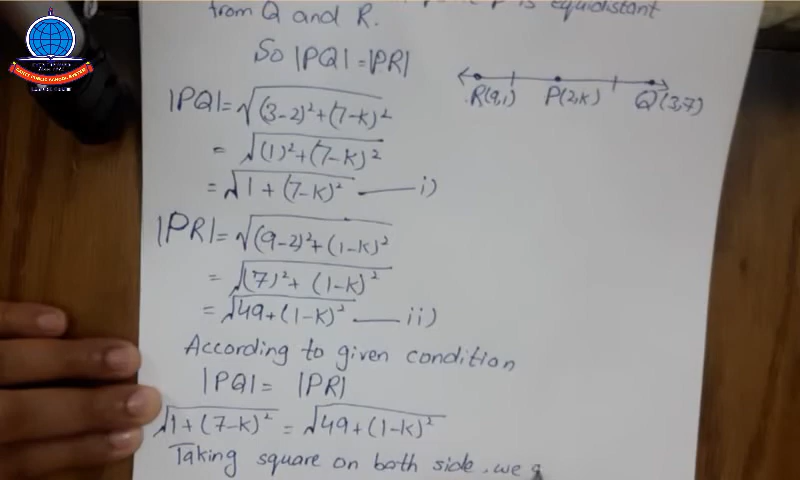 is equidistant
from Q and R.
So |PQ| = |PR|
R(9,1) P(2,K) Q(3,7)
|PQ| = √(3-2)²+(7-K)²
= √(1)²+(7-K)²
= √1+(7-K)² — i)
|PR| = √(9-2)²+(1-K)²
= √(7)²+(1-K)²
= √49+(1-K)² — ii)
According to given condition
|PQ| = |PR|
√1+(7-K)² = √49+(1-K)²
Taking square on both side. we g